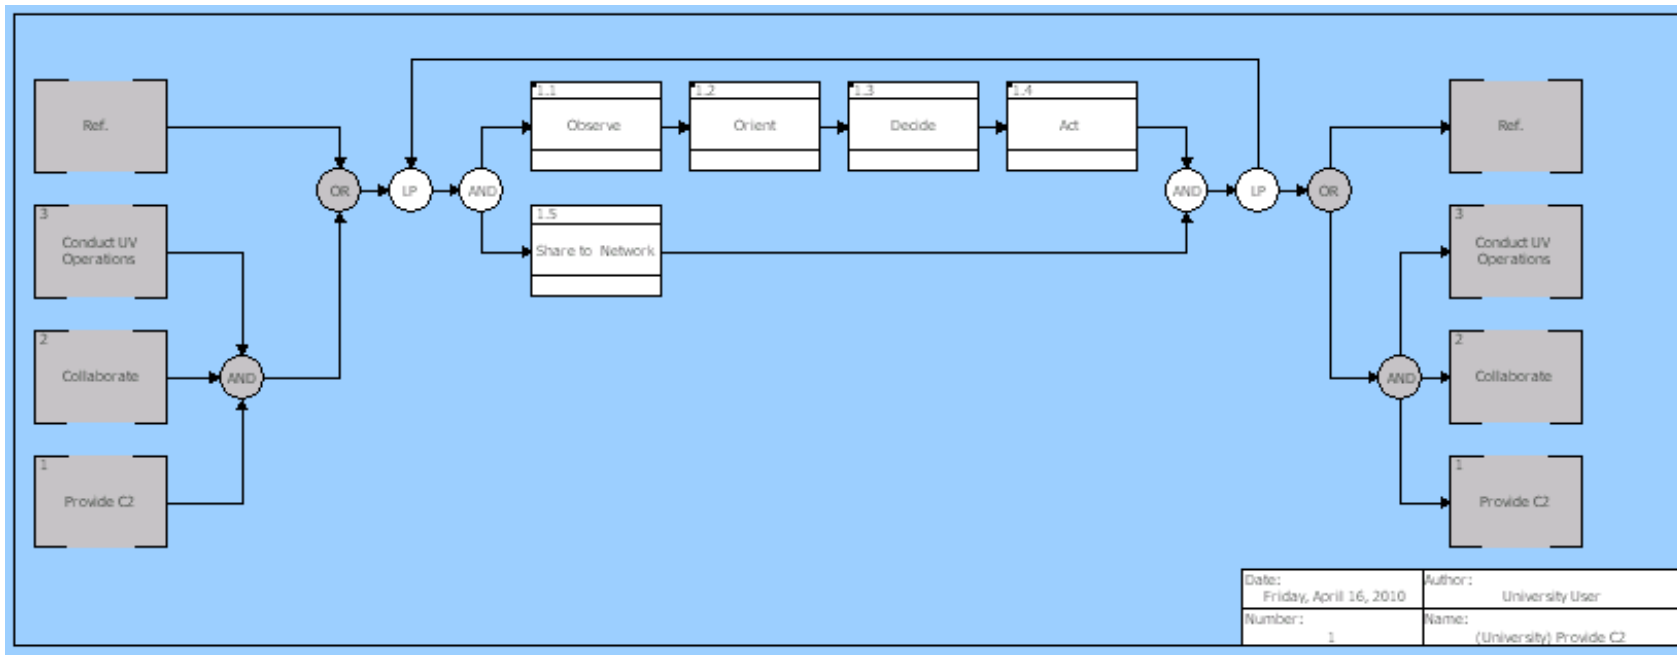 Ref.
3
Conduct UV
Operations
2
Collaborate
1
Provide C2
AND
OR
LP
AND
1.1
Observe
1.2
Orient
1.3
Decide
1.4
Act
1.5
Share to Network
AND
LP
OR
AND
Ref.
3
Conduct UV
Operations
2
Collaborate
1
Provide C2
Date:
Friday, April 16, 2010
Author:
University User
Number:
1
Name:
(University) Provide C2